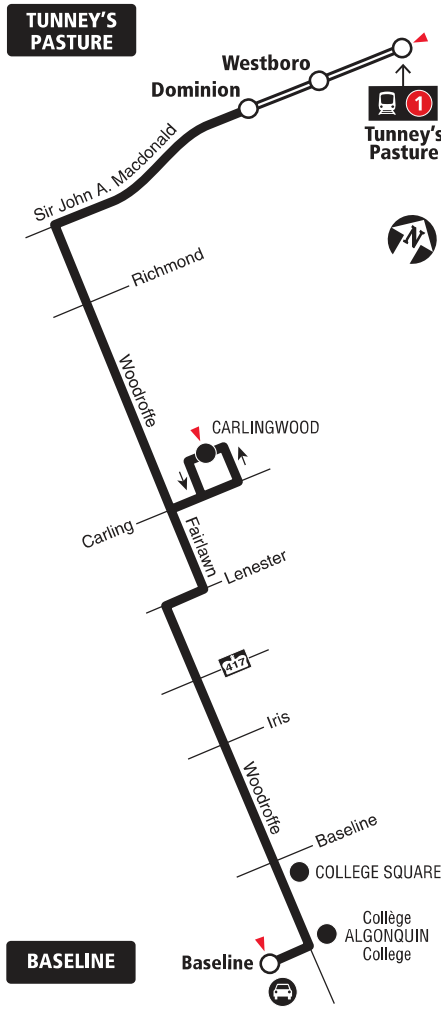 TUNNEY'S
PASTURE
Westboro
Dominion
1
Tunney's
Pasture
Sir John A. Macdonald
N
Richmond
Woodroffe
CARLINGWOOD
Carling
Fairlawn
Lenester
417
Iris
Woodroffe
Baseline
COLLEGE SQUARE
Collège
ALGONQUIN
College
BASELINE
Baseline